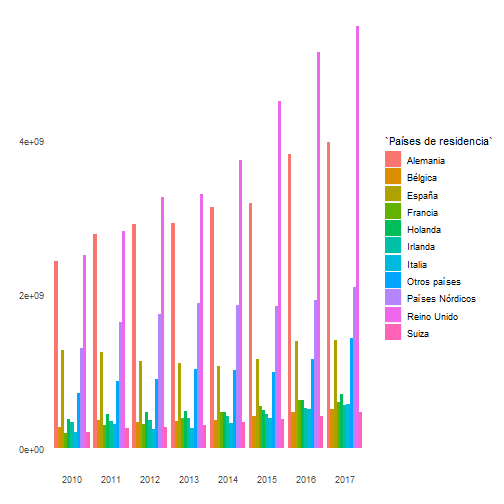 4e+09
2e+09
0e+00
2010 2011 2012 2013 2014 2015 2016 2017
`Países de residencia`
Alemania
Bélgica
España
Francia
Holanda
Irlanda
Italia
Otros países
Países Nórdicos
Reino Unido
Suiza